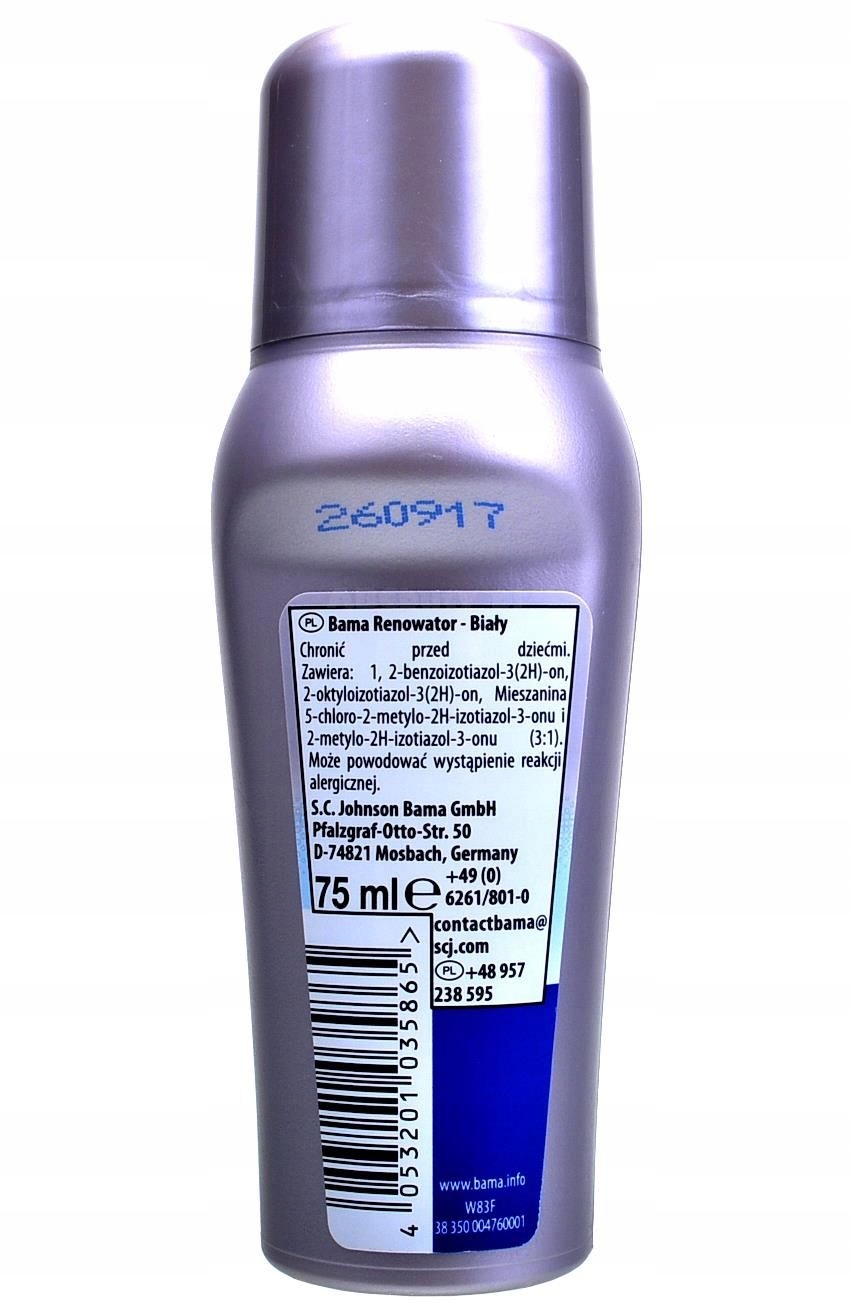 260917
PL Bama Renowator - Biały
Chronić przed dziećmi.
Zawiera: 1, 2-benzoizotiazol-3(2H)-on,
2-oktyloizotiazol-3(2H)-on, Mieszanina
5-chloro-2-metylo-2H-izotiazol-3-onu i
2-metylo-2H-izotiazol-3-onu (3:1).
Może powodować wystąpienie reakcji
alergicznej.
S.C. Johnson Bama GmbH
Pfalzgraf-Otto-Str. 50
D-74821 Mosbach, Germany
75 ml e
+49 (0)
6261/801-0
contactbama@
scj.com
PL +48 957
238 595
4 053201 035865 >
www.bama.info
W83F
38 350 004760001